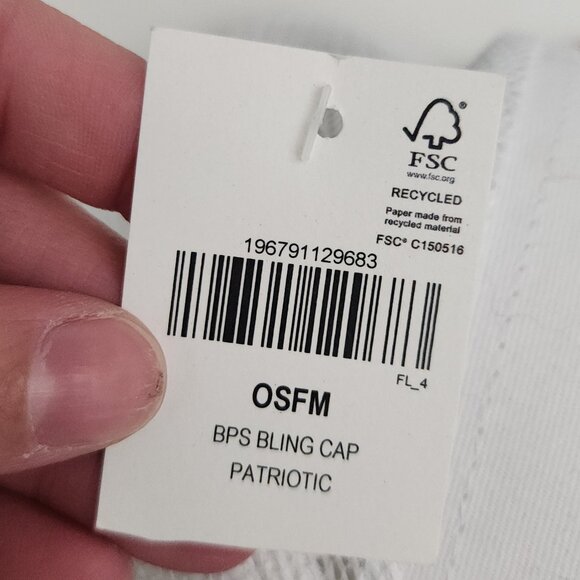 FSC®
www.fsc.org
RECYCLED
Paper made from
recycled material
FSC® C150516
196791129683
FL_4
OSFM
BPS BLING CAP
PATRIOTIC